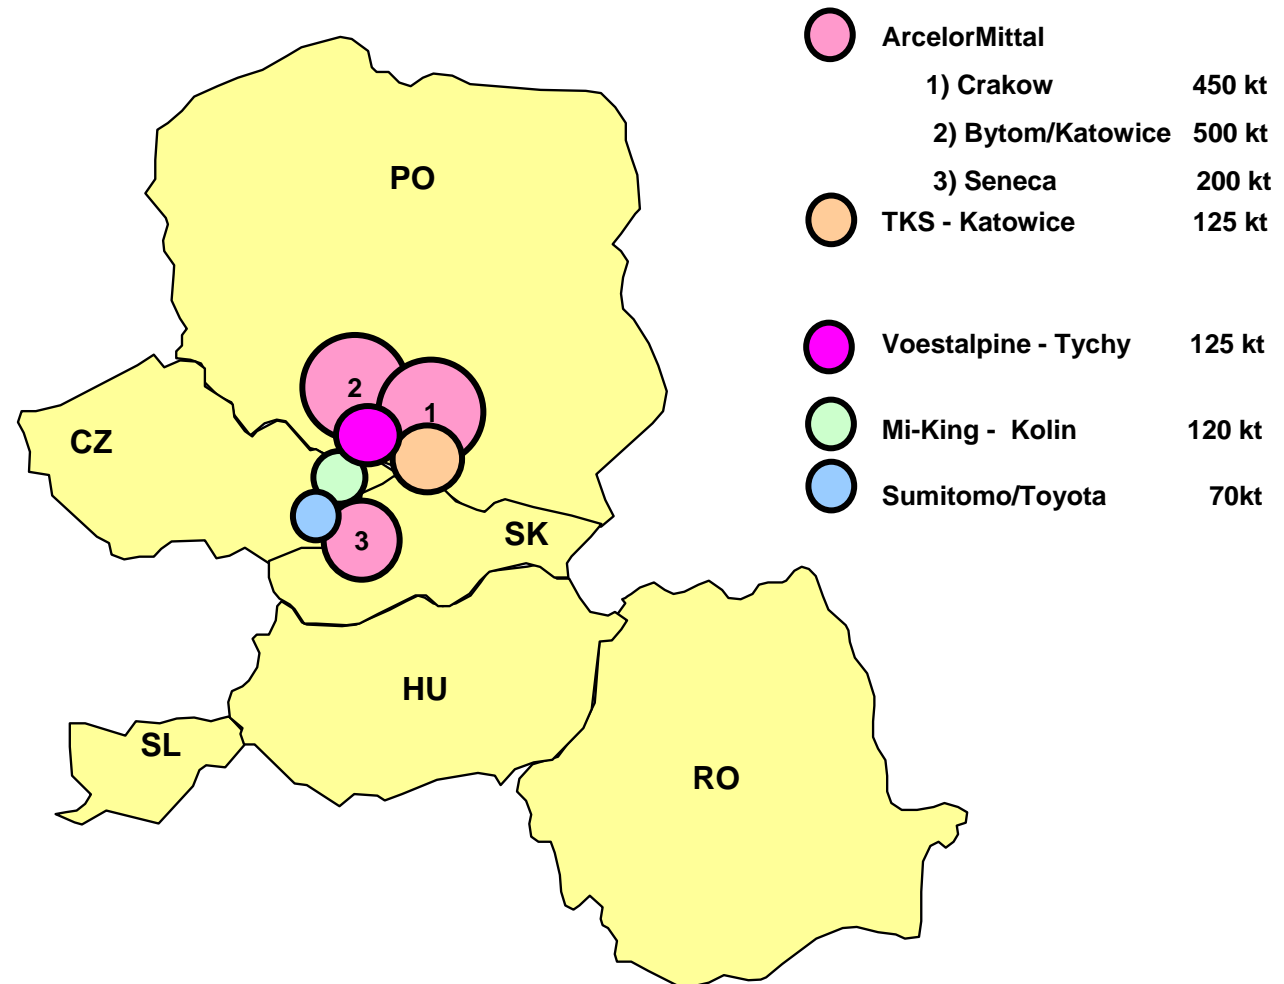 ArcelorMittal
1) Crakow 450 kt
2) Bytom/Katowice 500 kt
3) Seneca 200 kt
TKS - Katowice 125 kt
Voestalpine - Tychy 125 kt
Mi-King - Kolin 120 kt
Sumitomo/Toyota 70kt
PO
2
1
CZ
3
SK
HU
SL
RO